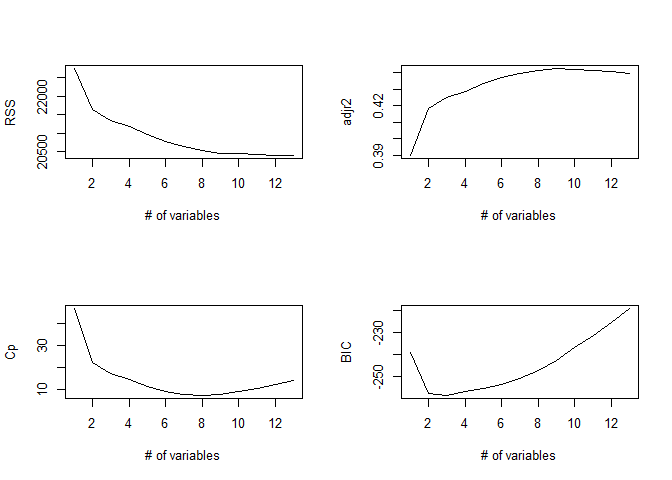 RSS
22000
20500
2 4 6 8 10 12
# of variables
adjr2
0.42
0.39
2 4 6 8 10 12
# of variables
Cp
30
10
2 4 6 8 10 12
# of variables
BIC
-230
-250
2 4 6 8 10 12
# of variables